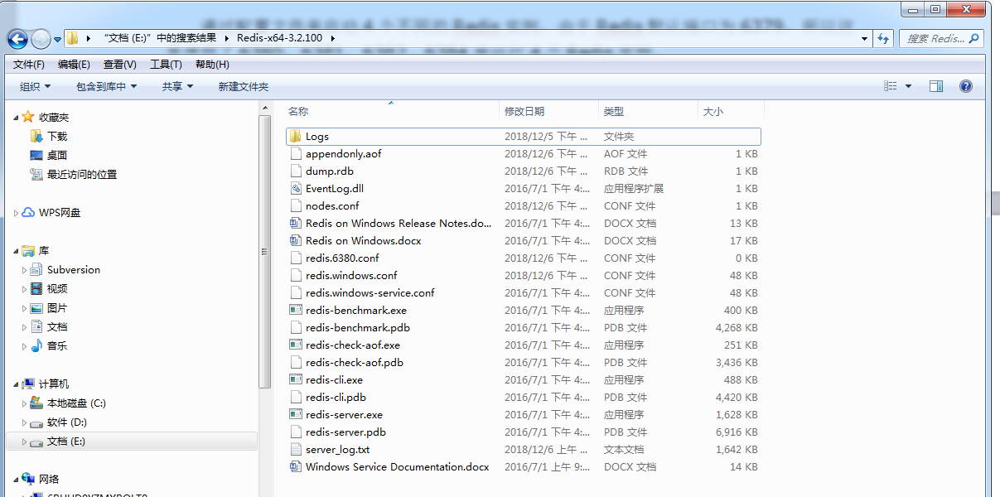 "文档 (E:)"中的搜索结果 ▸ Redis-x64-3.2.100 ▸
搜索 Redis...
文件(F) 编辑(E) 查看(V) 工具(T) 帮助(H)
组织 包含到库中 共享 新建文件夹
收藏夹
下载
桌面
最近访问的位置
WPS网盘
库
Subversion
视频
图片
文档
音乐
计算机
本地磁盘 (C:)
软件 (D:)
文档 (E:)
网络
名称 修改日期 类型 大小
Logs 2018/12/5 下午 ... 文件夹
appendonly.aof 2018/12/6 下午 ... AOF 文件 1 KB
dump.rdb 2018/12/6 下午 ... RDB 文件 1 KB
EventLog.dll 2016/7/1 下午 4:... 应用程序扩展 1 KB
nodes.conf 2018/12/6 下午 ... CONF 文件 1 KB
Redis on Windows Release Notes.do... 2016/7/1 下午 4:... DOCX 文档 13 KB
Redis on Windows.docx 2016/7/1 下午 4:... DOCX 文档 17 KB
redis.6380.conf 2018/12/6 下午 ... CONF 文件 0 KB
redis.windows.conf 2018/12/6 下午 ... CONF 文件 48 KB
redis.windows-service.conf 2016/7/1 下午 4:... CONF 文件 48 KB
redis-benchmark.exe 2016/7/1 下午 4:... 应用程序 400 KB
redis-benchmark.pdb 2016/7/1 下午 4:... PDB 文件 4,268 KB
redis-check-aof.exe 2016/7/1 下午 4:... 应用程序 251 KB
redis-check-aof.pdb 2016/7/1 下午 4:... PDB 文件 3,436 KB
redis-cli.exe 2016/7/1 下午 4:... 应用程序 488 KB
redis-cli.pdb 2016/7/1 下午 4:... PDB 文件 4,420 KB
redis-server.exe 2016/7/1 下午 4:... 应用程序 1,628 KB
redis-server.pdb 2016/7/1 下午 4:... PDB 文件 6,916 KB
server_log.txt 2018/12/6 上午 ... 文本文档 1,642 KB
Windows Service Documentation.docx 2016/7/1 上午 9:... DOCX 文档 14 KB